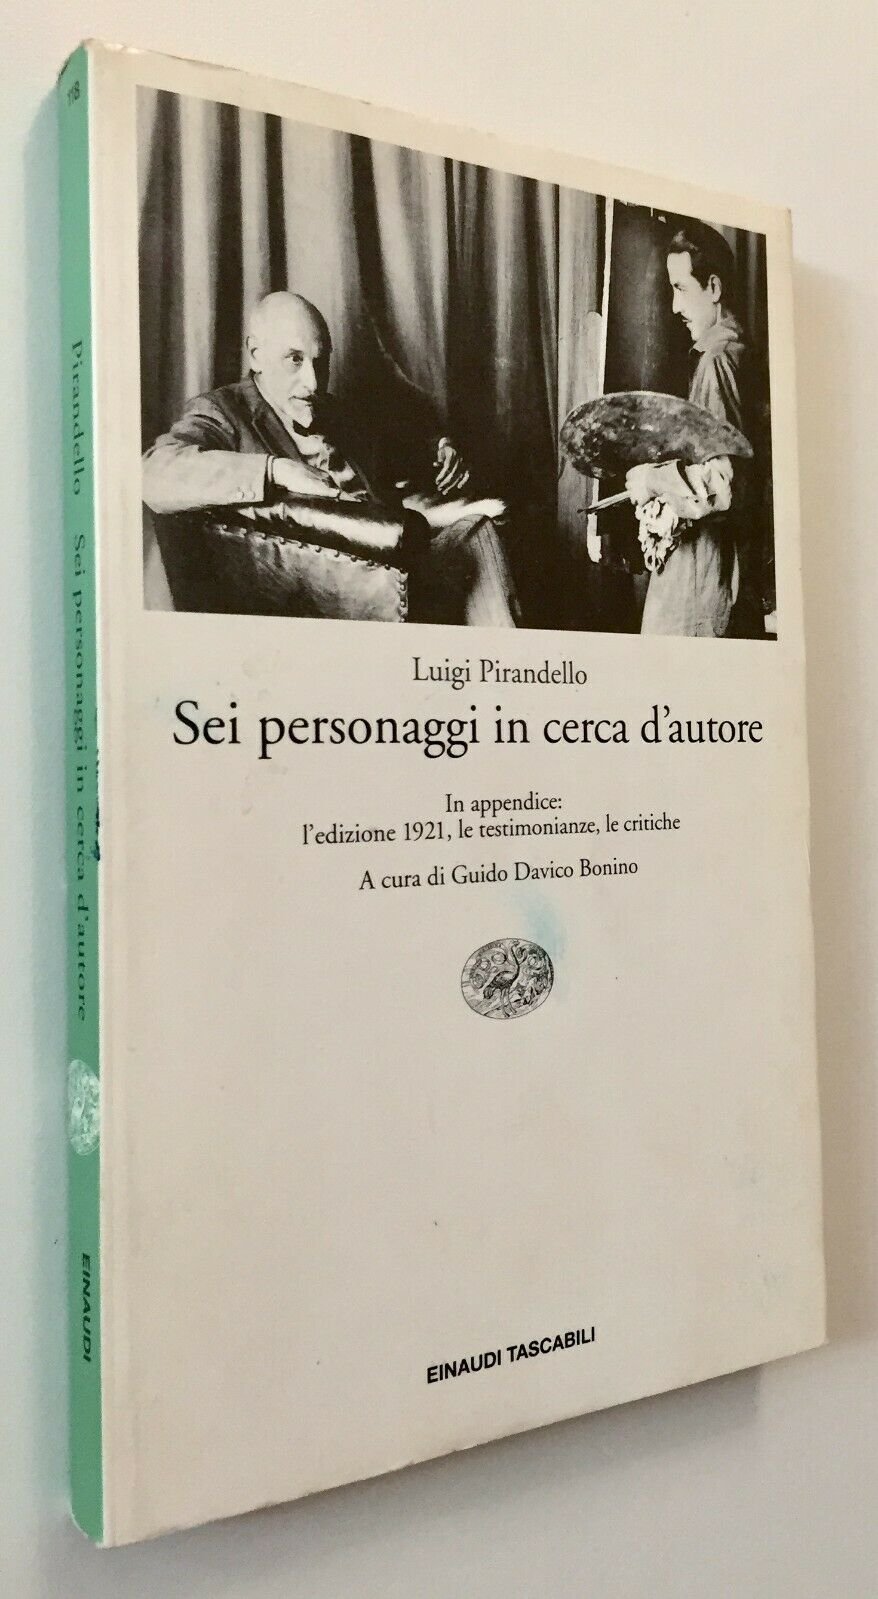 118
Pirandello Sei personaggi in cerca d'autore
EINAUDI
Luigi Pirandello
Sei personaggi in cerca d'autore
In appendice:
l'edizione 1921, le testimonianze, le critiche
A cura di Guido Davico Bonino
EINAUDI TASCABILI